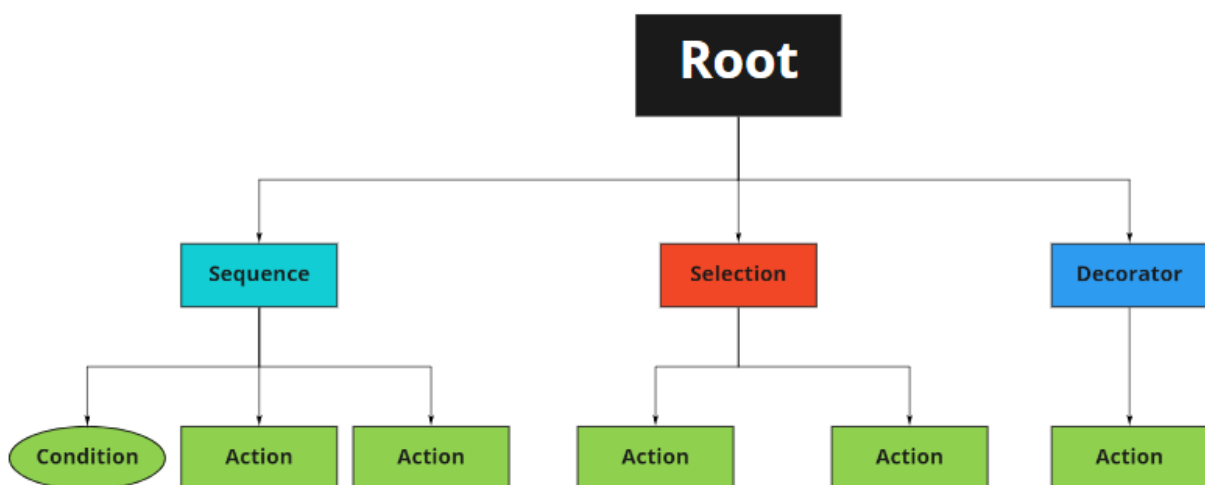 Root
Sequence
Selection
Decorator
Condition
Action
Action
Action
Action
Action